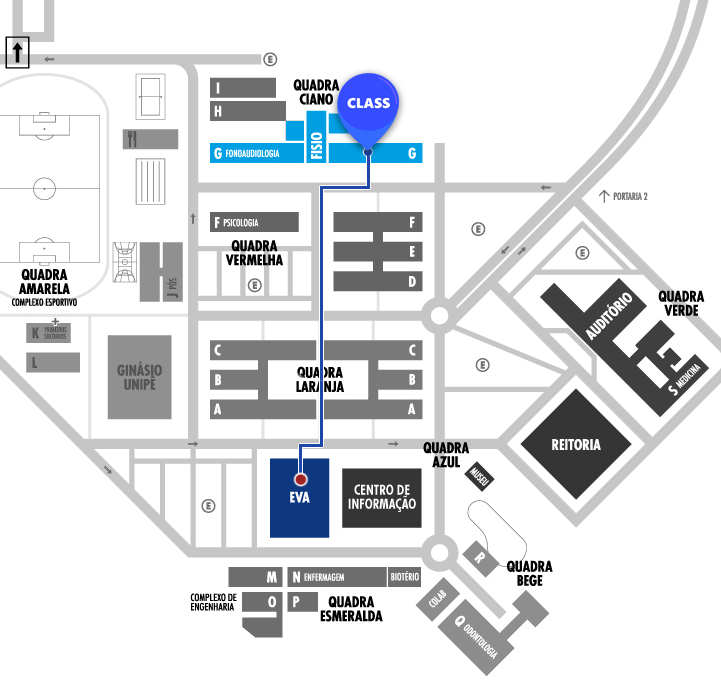 E
I
H
QUADRA
CIANO
CLASS
FISIO
G FONOAUDIOLOGIA
G
PORTARIA 2
F PSICOLOGIA
F
E
D
QUADRA
VERMELHA
E
E
E
QUADRA
AMARELA
COMPLEXO ESPORTIVO
J PÓS
AUDITÓRIO
QUADRA
VERDE
S MEDICINA
K PRIMEIROS
SOCORROS
L
GINÁSIO
UNIPÊ
C
C
B
B
A
A
QUADRA
LARANJA
E
REITORIA
QUADRA
AZUL
MUSEU
EVA
CENTRO DE
INFORMAÇÃO
E
R
QUADRA
BEGE
M
N ENFERMAGEM
BIOTÉRIO
COMPLEXO DE
ENGENHARIA
O
P
QUADRA
ESMERALDA
COLAB
Q ODONTOLOGIA